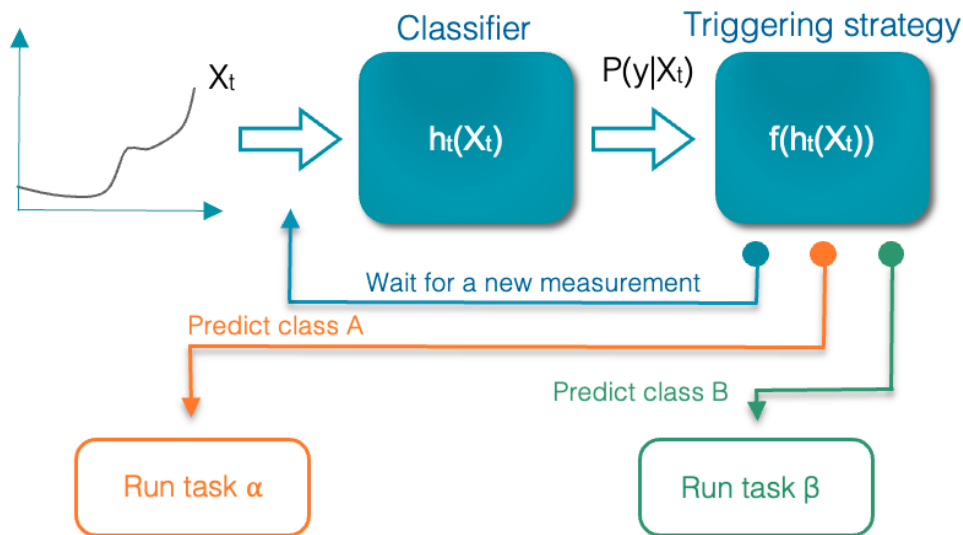 Classifier
Triggering strategy
Xₜ
P(y|Xₜ)
hₜ(Xₜ)
f(hₜ(Xₜ))
Wait for a new measurement
Predict class A
Predict class B
Run task α
Run task β